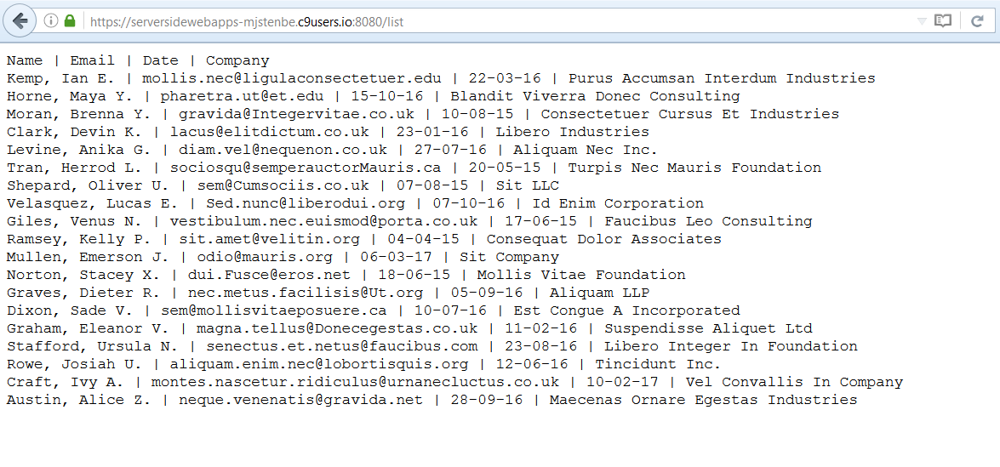 https://serversidewebapps-mjstenbe.c9users.io:8080/list
Name | Email | Date | Company
Kemp, Ian E. | mollis.nec@ligulaconsectetuer.edu | 22-03-16 | Purus Accumsan Interdum Industries
Horne, Maya Y. | pharetra.ut@et.edu | 15-10-16 | Blandit Viverra Donec Consulting
Moran, Brenna Y. | gravida@Integervitae.co.uk | 10-08-15 | Consectetuer Cursus Et Industries
Clark, Devin K. | lacus@elitdictum.co.uk | 23-01-16 | Libero Industries
Levine, Anika G. | diam.vel@nequenon.co.uk | 27-07-16 | Aliquam Nec Inc.
Tran, Herrod L. | sociosqu@semperauctorMauris.ca | 20-05-15 | Turpis Nec Mauris Foundation
Shepard, Oliver U. | sem@Cumsociis.co.uk | 07-08-15 | Sit LLC
Velasquez, Lucas E. | Sed.nunc@liberodui.org | 07-10-16 | Id Enim Corporation
Giles, Venus N. | vestibulum.nec.euismod@porta.co.uk | 17-06-15 | Faucibus Leo Consulting
Ramsey, Kelly P. | sit.amet@velitin.org | 04-04-15 | Consequat Dolor Associates
Mullen, Emerson J. | odio@mauris.org | 06-03-17 | Sit Company
Norton, Stacey X. | dui.Fusce@eros.net | 18-06-15 | Mollis Vitae Foundation
Graves, Dieter R. | nec.metus.facilisis@Ut.org | 05-09-16 | Aliquam LLP
Dixon, Sade V. | sem@mollisvitaeposuere.ca | 10-07-16 | Est Congue A Incorporated
Graham, Eleanor V. | magna.tellus@Donecegestas.co.uk | 11-02-16 | Suspendisse Aliquet Ltd
Stafford, Ursula N. | senectus.et.netus@faucibus.com | 23-08-16 | Libero Integer In Foundation
Rowe, Josiah U. | aliquam.enim.nec@lobortisquis.org | 12-06-16 | Tincidunt Inc.
Craft, Ivy A. | montes.nascetur.ridiculus@urnanecluctus.co.uk | 10-02-17 | Vel Convallis In Company
Austin, Alice Z. | neque.venenatis@gravida.net | 28-09-16 | Maecenas Ornare Egestas Industries